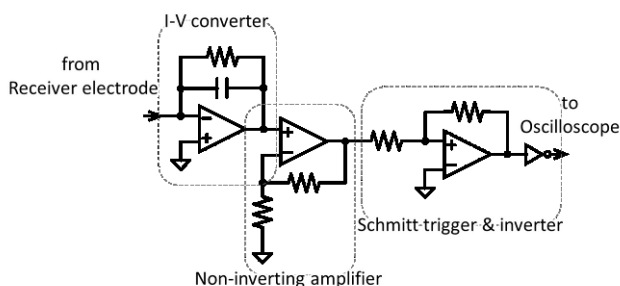 I-V converter
from
Receiver electrode
to
Oscilloscope
Schmitt trigger & inverter
Non-inverting amplifier